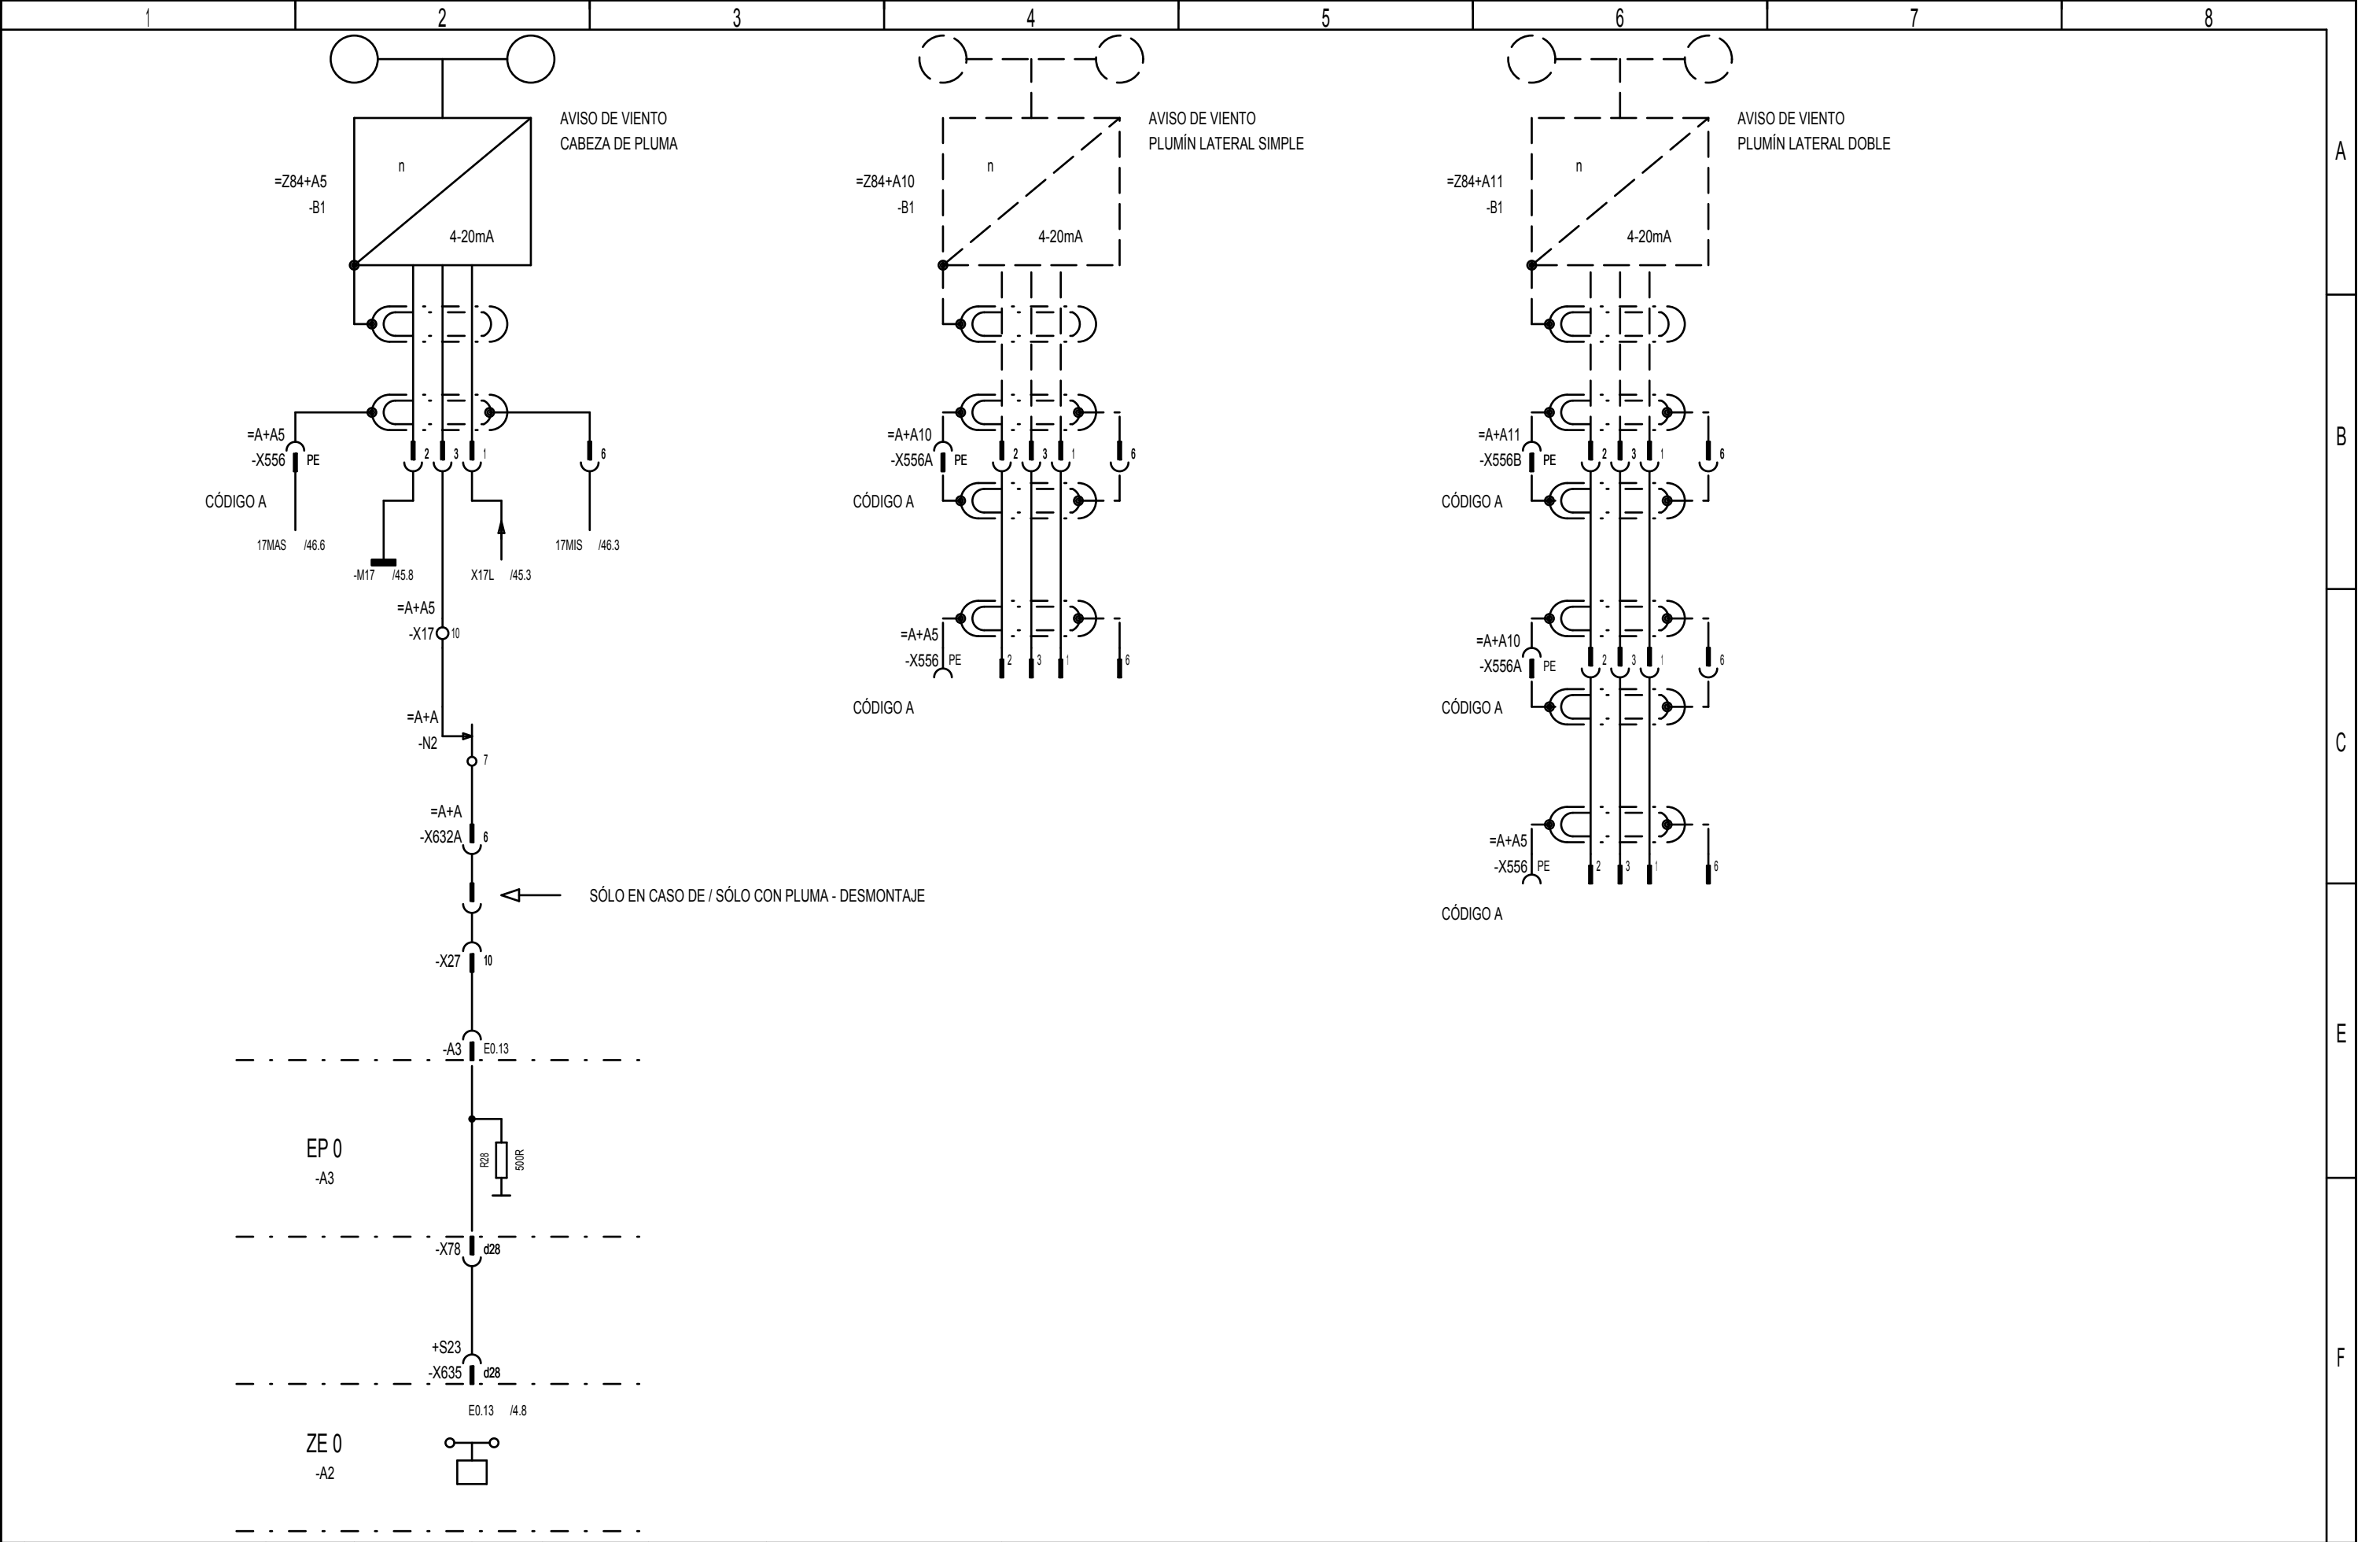 1 2 3 4 5 6 7 8
AVISO DE VIENTO
CABEZA DE PLUMA
n
=Z84+A5
-B1
4-20mA
AVISO DE VIENTO
PLUMÍN LATERAL SIMPLE
n
=Z84+A10
-B1
4-20mA
AVISO DE VIENTO
PLUMÍN LATERAL DOBLE
n
=Z84+A11
-B1
4-20mA
A
=A+A5
-X556 PE 2 3 1 6
CÓDIGO A
17MAS /46.6
17MIS /46.3
-M17 /45.8
X17L /45.3
=A+A10
-X556A PE 2 3 1 6
CÓDIGO A
=A+A11
-X556B PE 2 3 1 6
CÓDIGO A
B
=A+A5
-X17 10
=A+A
-N2
7
=A+A
-X632A 6
=A+A5
-X556 PE 2 3 1 6
CÓDIGO A
=A+A10
-X556A PE 2 3 1 6
CÓDIGO A
C
=A+A5
-X556 PE 2 3 1 6
CÓDIGO A
SÓLO EN CASO DE / SÓLO CON PLUMA - DESMONTAJE
-X27 10
-A3 E0.13
E
EP 0
-A3
R28
500R
-X78 d28
+S23
-X635 d28
E0.13 /4.8
F
ZE 0
-A2